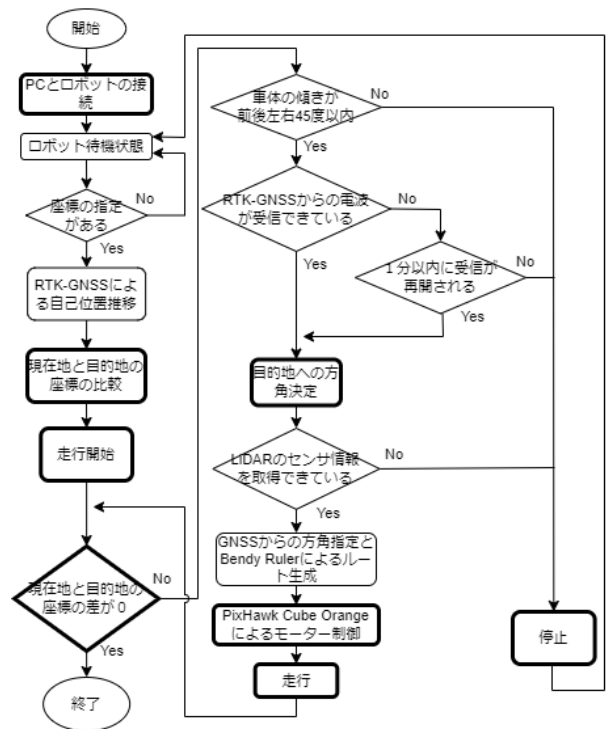 開始
PCとロボットの接
続
ロボット待機状態
座標の指定
がある
No
Yes
RTK-GNSSによ
る自己位置推移
現在地と目的地の
座標の比較
走行開始
現在地と目的地の
座標の差が 0
No
Yes
終了
車体の傾きが
前後左右45度以内
No
Yes
RTK-GNSSからの電波
が受信できている
No
Yes
１分以内に受信が
再開される
No
Yes
目的地への方
角決定
LiDARのセンサ情報
を取得できている
No
Yes
GNSSからの方角指定と
Bendy Rulerによるルー
ト生成
PixHawk Cube Orange
によるモーター制御
走行
停止